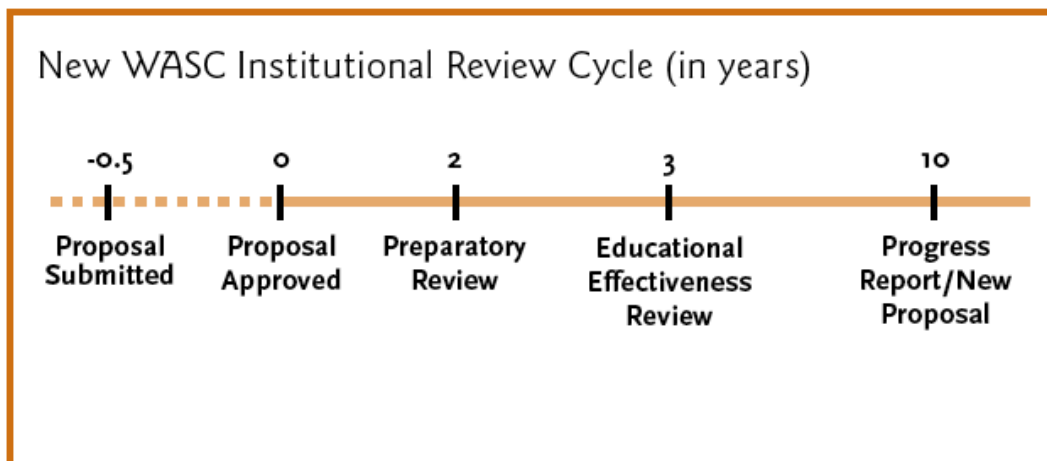 New WASC Institutional Review Cycle (in years)
-0.5 0 2 3 10
Proposal
Submitted
Proposal
Approved
Preparatory
Review
Educational
Effectiveness
Review
Progress
Report/New
Proposal